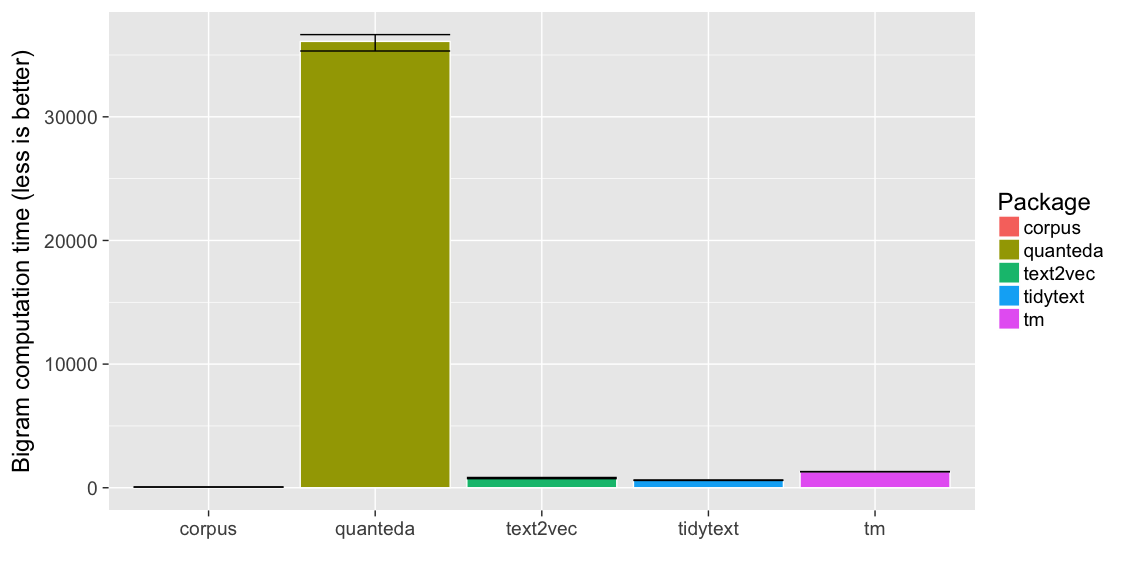 Bigram computation time (less is better)
30000
20000
10000
0
corpus
quanteda
text2vec
tidytext
tm
Package
corpus
quanteda
text2vec
tidytext
tm